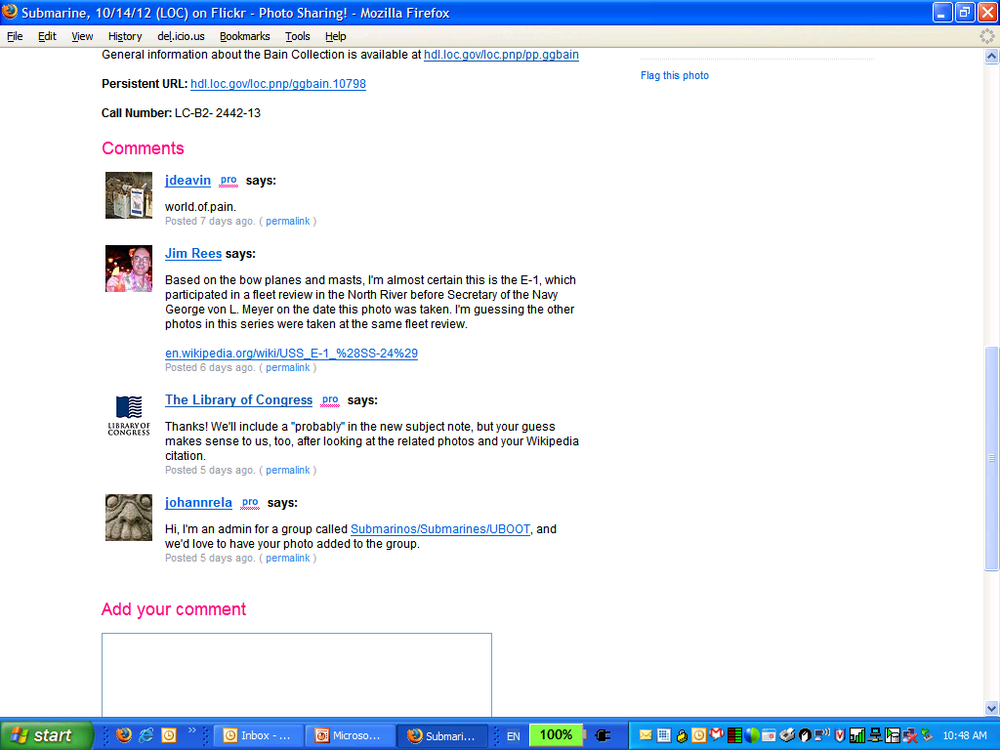 Submarine, 10/14/12 (LOC) on Flickr - Photo Sharing! - Mozilla Firefox
File Edit View History del.icio.us Bookmarks Tools Help
General information about the Bain Collection is available at hdl.loc.gov/loc.pnp/pp.ggbain
Flag this photo
Persistent URL: hdl.loc.gov/loc.pnp/ggbain.10798
Call Number: LC-B2- 2442-13
Comments
jdeavin pro says:
world.of.pain.
Posted 7 days ago. ( permalink )
Jim Rees says:
Based on the bow planes and masts, I'm almost certain this is the E-1, which
participated in a fleet review in the North River before Secretary of the Navy
George von L. Meyer on the date this photo was taken. I'm guessing the other
photos in this series were taken at the same fleet review.
en.wikipedia.org/wiki/USS_E-1_%28SS-24%29
Posted 6 days ago. ( permalink )
LIBRARY OF
CONGRESS
The Library of Congress pro says:
Thanks! We'll include a "probably" in the new subject note, but your guess
makes sense to us, too, after looking at the related photos and your Wikipedia
citation.
Posted 5 days ago. ( permalink )
johannrela pro says:
Hi, I'm an admin for a group called Submarinos/Submarines/UBOOT, and
we'd love to have your photo added to the group.
Posted 5 days ago. ( permalink )
Add your comment
start Inbox - ... Microso... Submari... EN 100% 10:48 AM